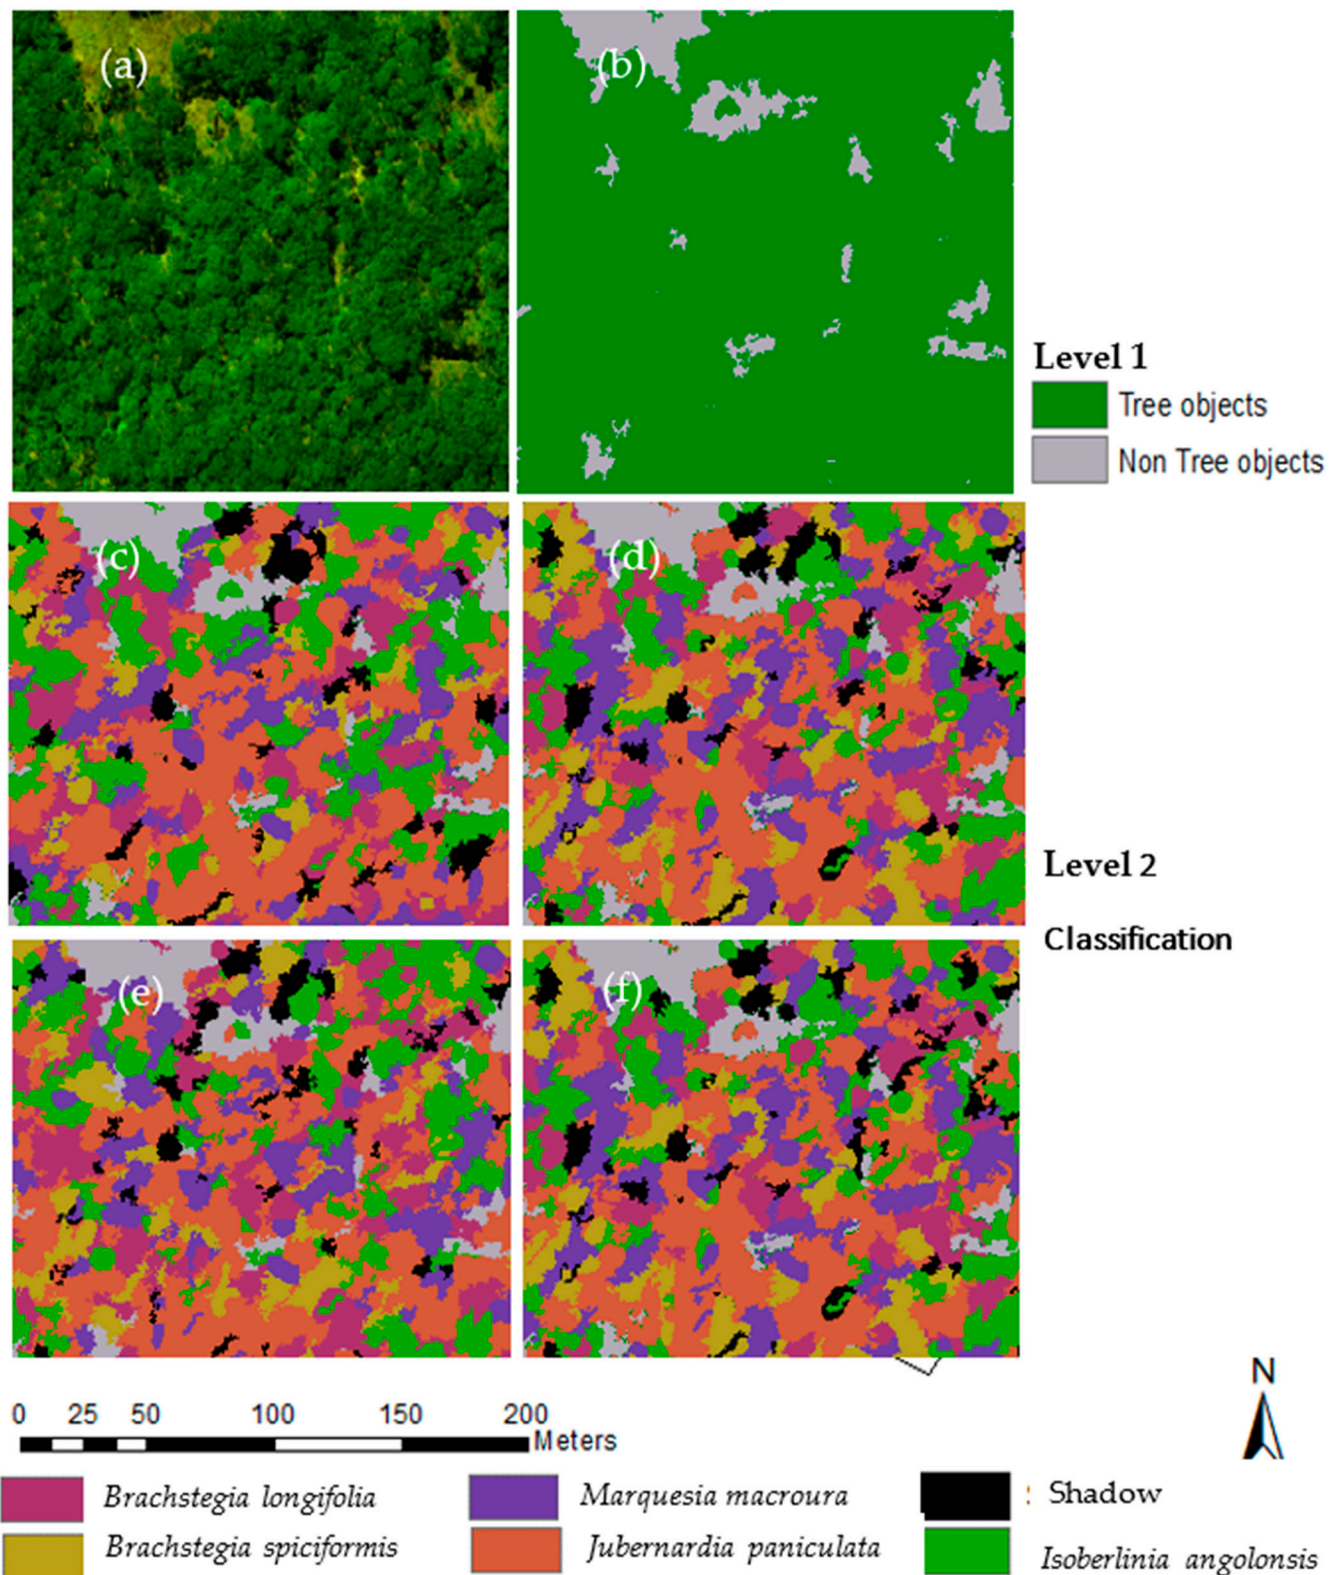 (a)
(b)
Level 1
Tree objects
Non Tree objects
(c)
(d)
Level 2
Classification
(e)
(f)
N
0 25 50 100 150 200
Meters
Brachstegia longifolia
Marquesia macroura
: Shadow
Brachstegia spiciformis
Jubernardia paniculata
Isoberlinia angolonsis